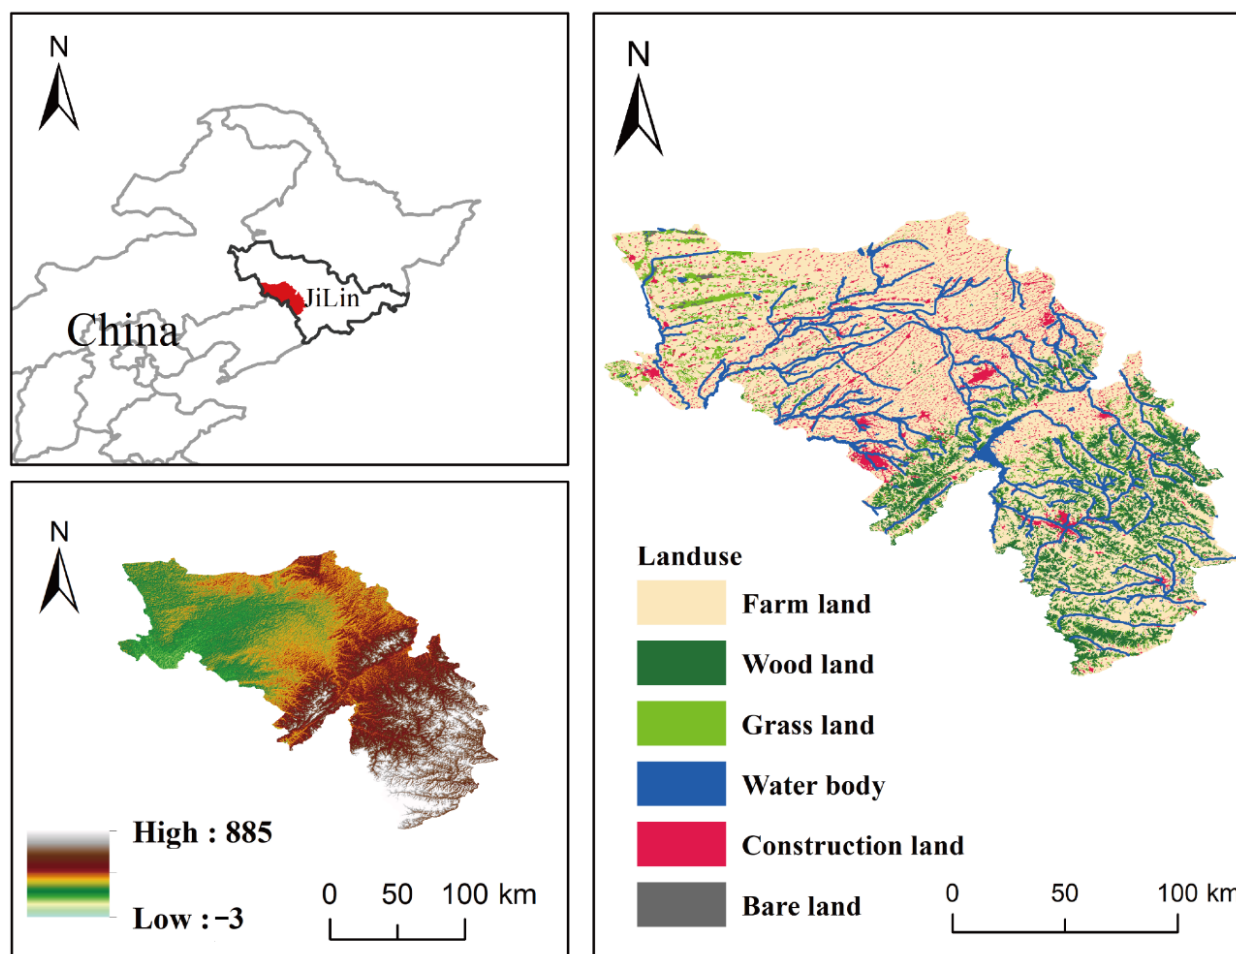 N
JiLin
China
N
High : 885
Low : -3
0 50 100 km
N
Landuse
Farm land
Wood land
Grass land
Water body
Construction land
Bare land
0 50 100 km